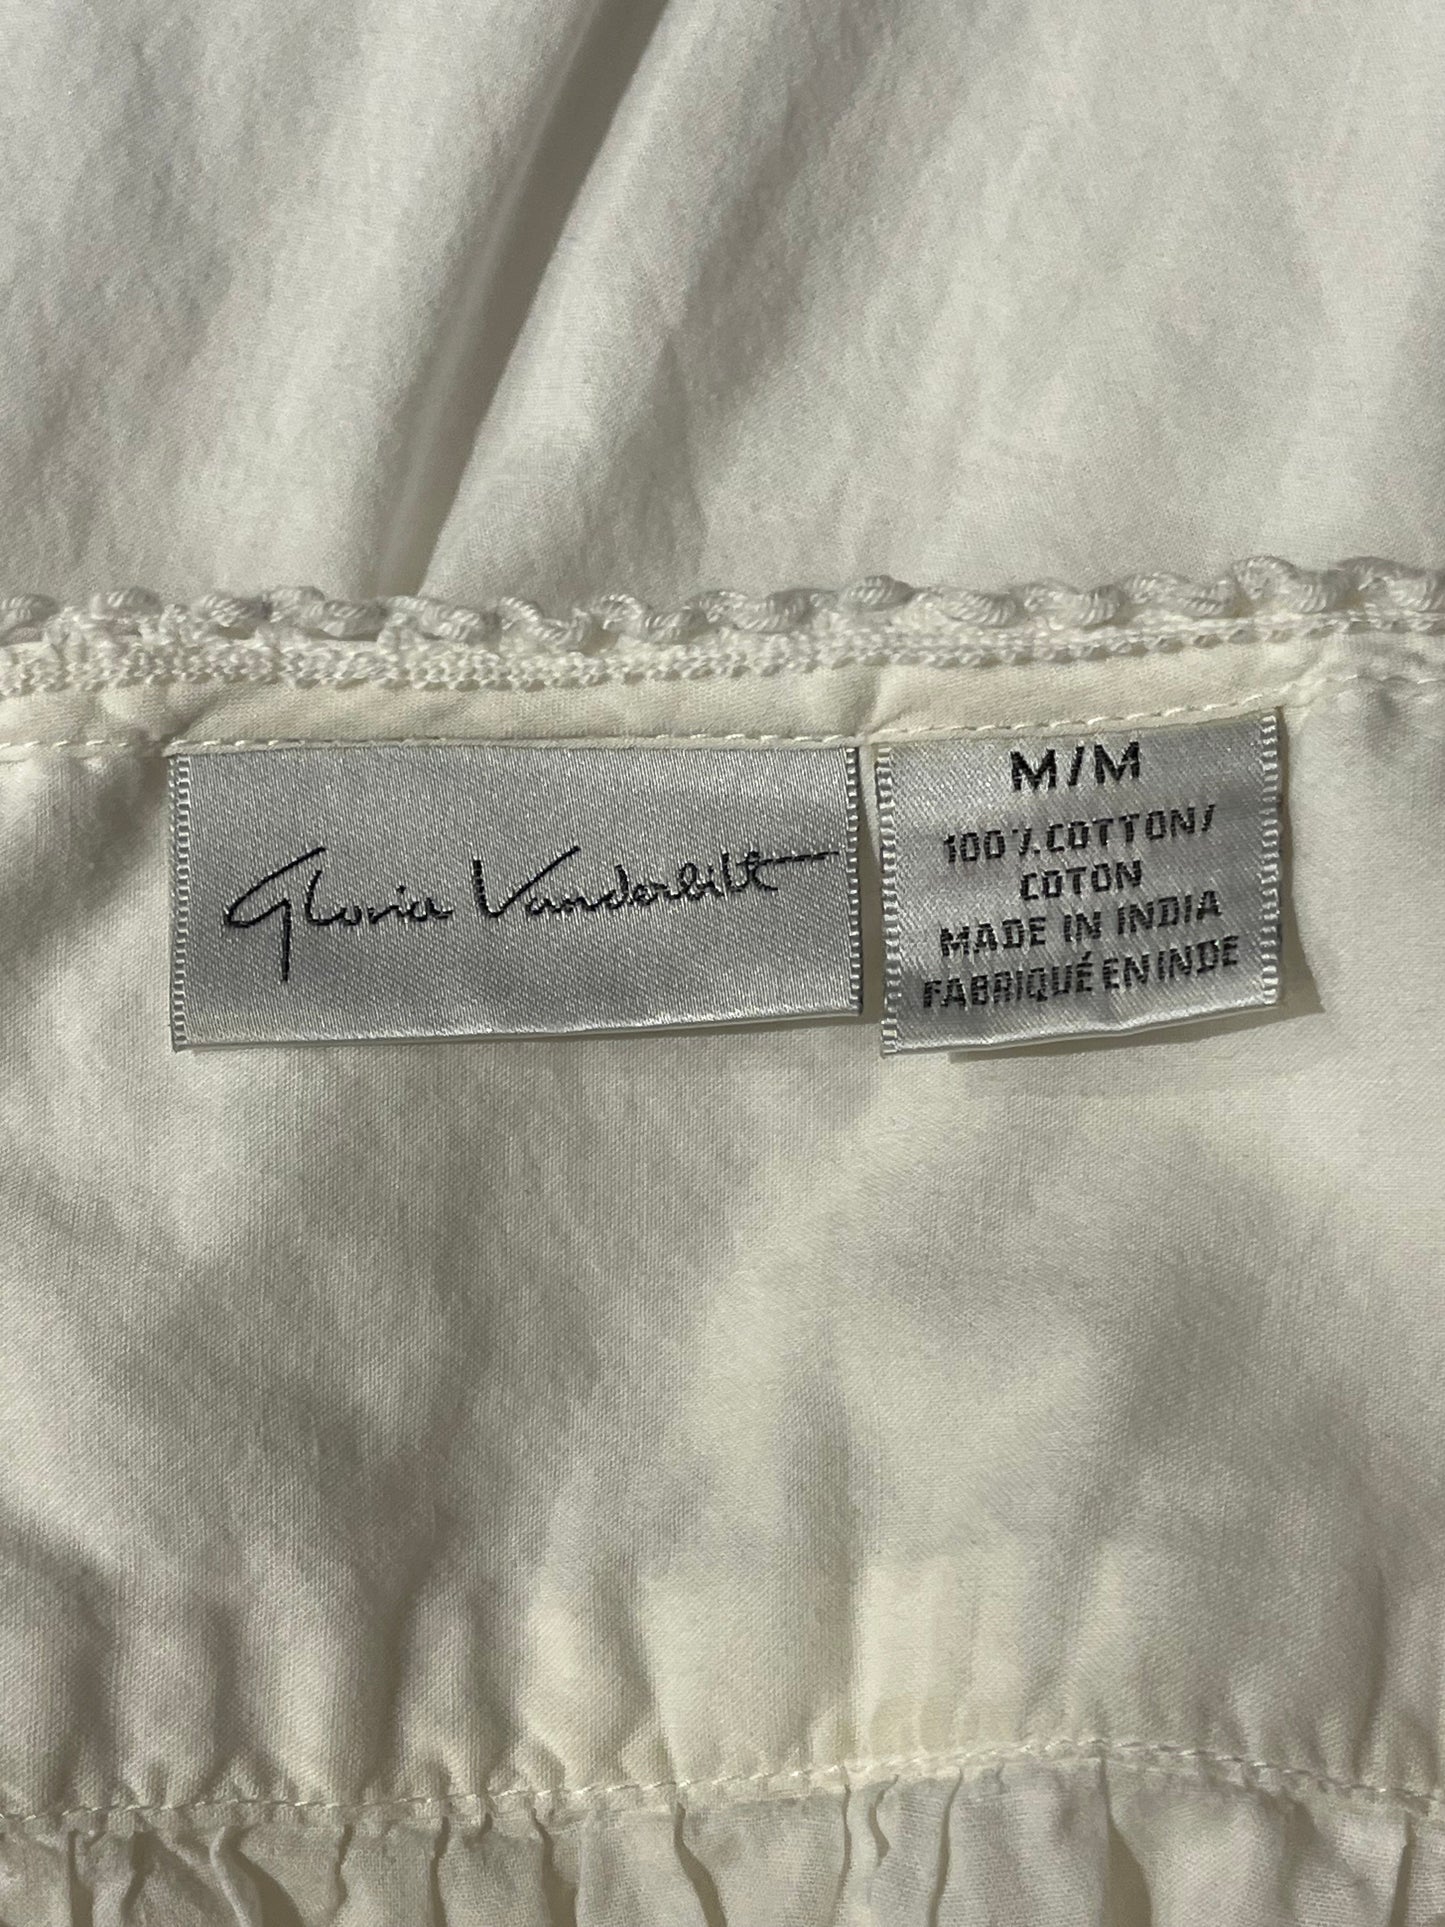 Gloria Vanderbilt
M/M
100% COTTON/
COTON
MADE IN INDIA
FABRIQUÉ EN INDE